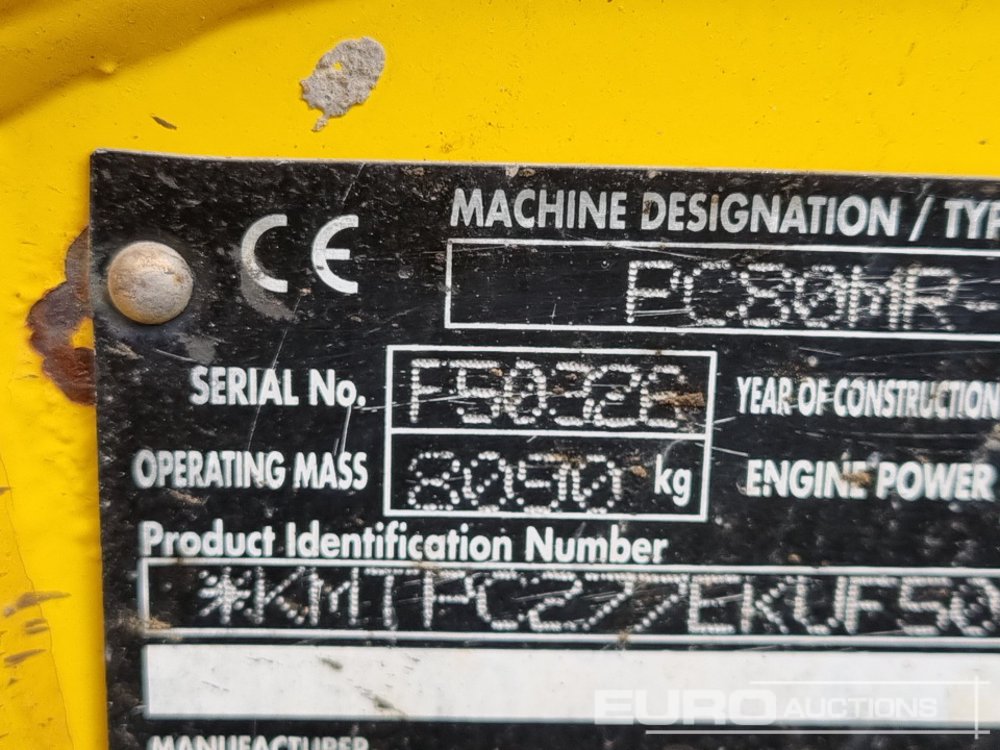 CE
MACHINE DESIGNATION / TYP
PC80MR-
SERIAL No.
YEAR OF CONSTRUCTION
OPERATING MASS 8090 kg ENGINE POWER
Product Identification Number
*KMTPC277EKUF50
MANUFACTURER
EURO AUCTIONS